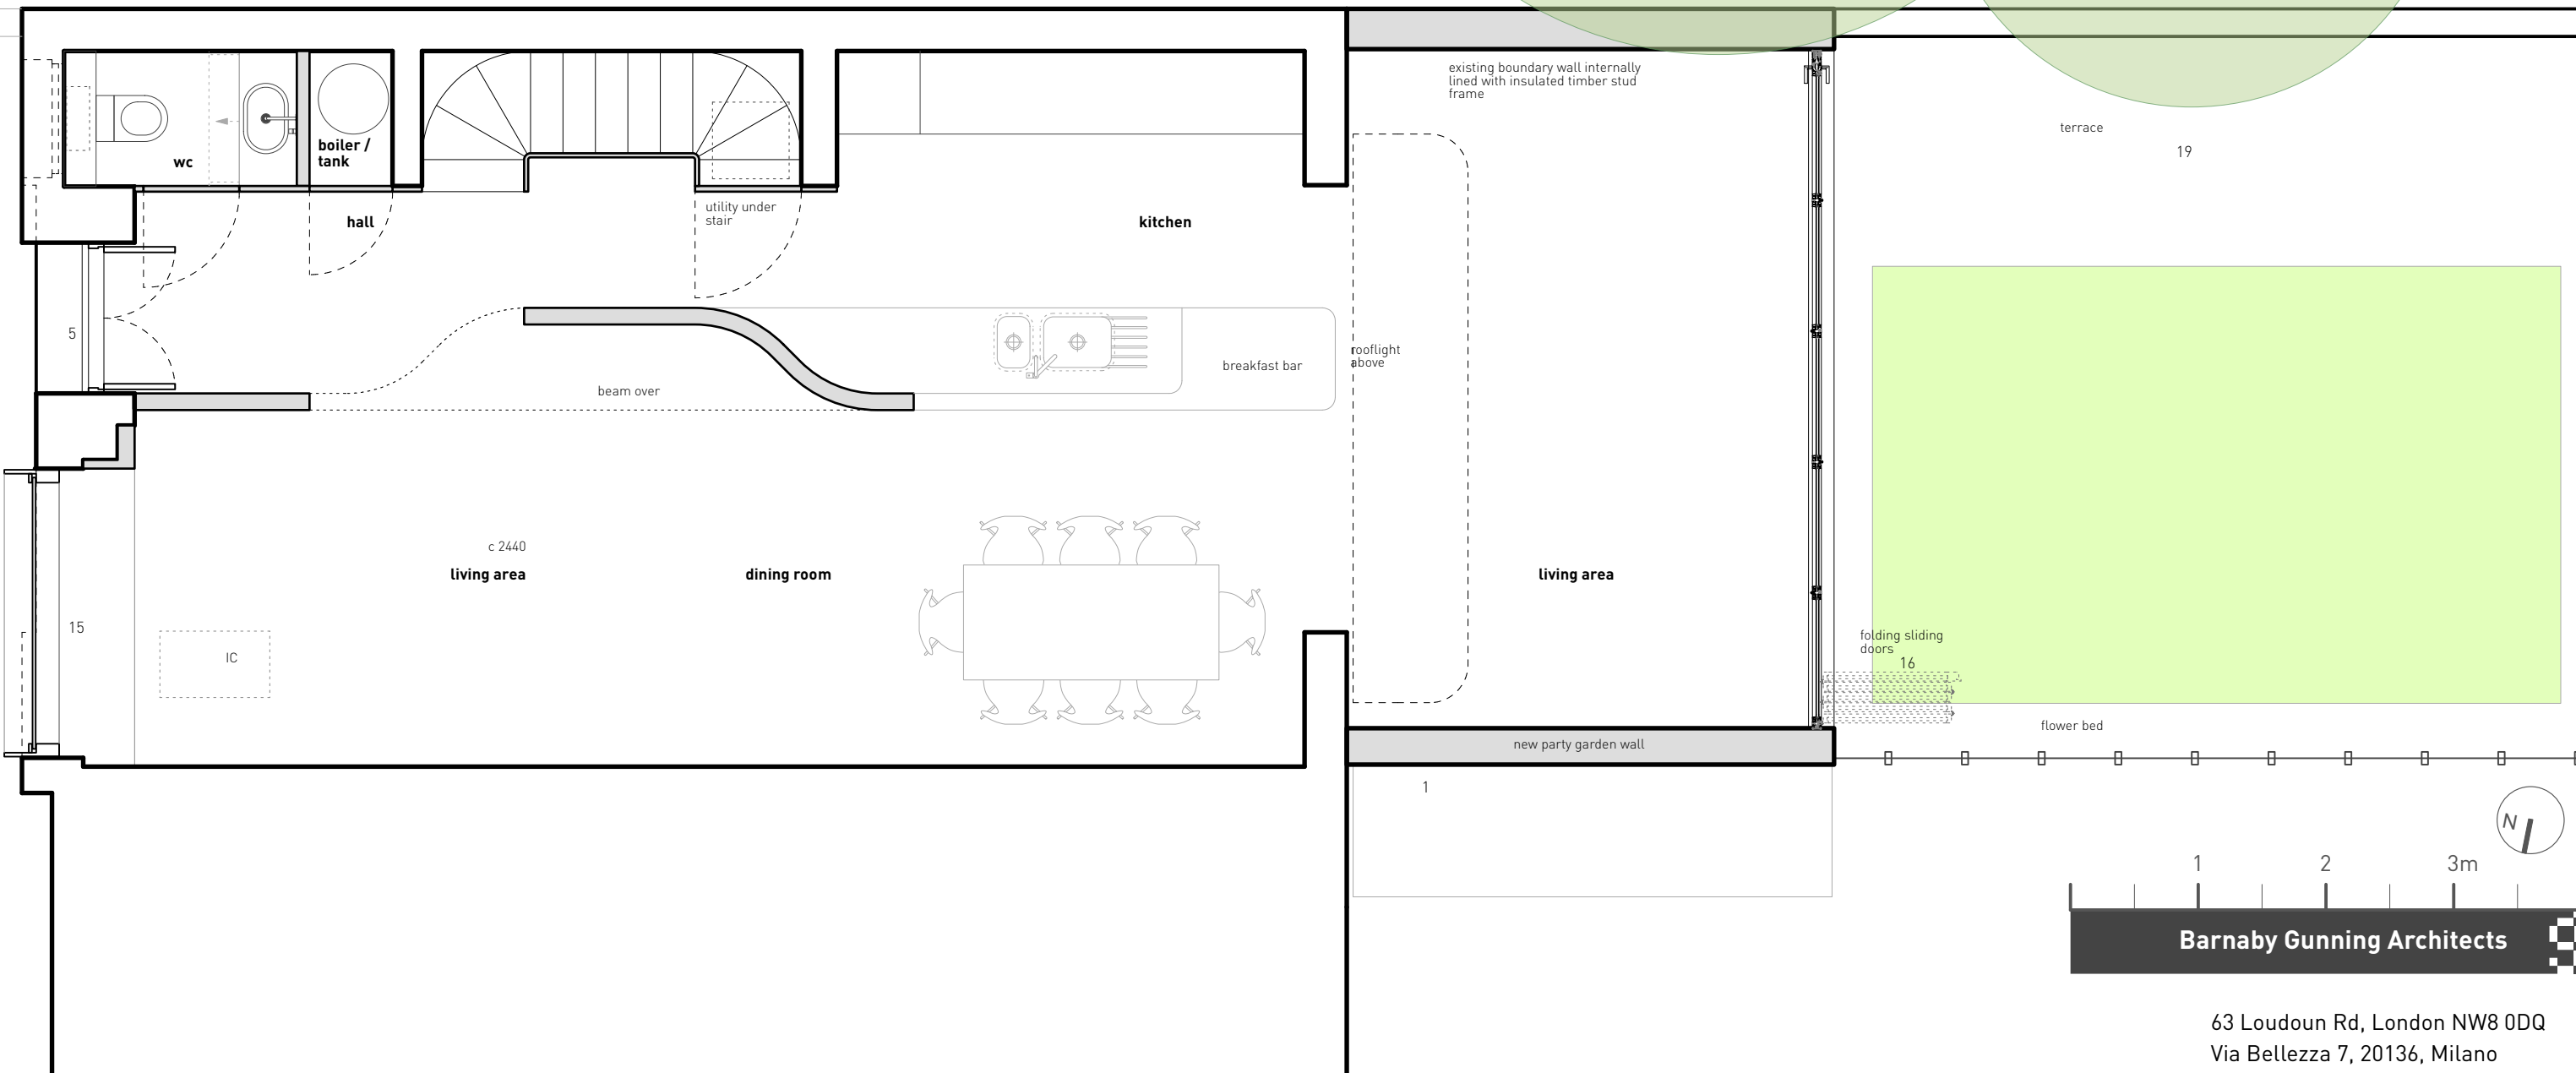 existing boundary wall internally
lined with insulated timber stud
frame
terrace
19
wc
boiler /
tank
hall
utility under
stair
kitchen
5
rooflight
above
breakfast bar
beam over
c 2440
living area
dining room
living area
15
IC
folding sliding
doors
16
flower bed
new party garden wall
1
N
1 2 3m
Barnaby Gunning Architects
63 Loudoun Rd, London NW8 0DQ
Via Bellezza 7, 20136, Milano